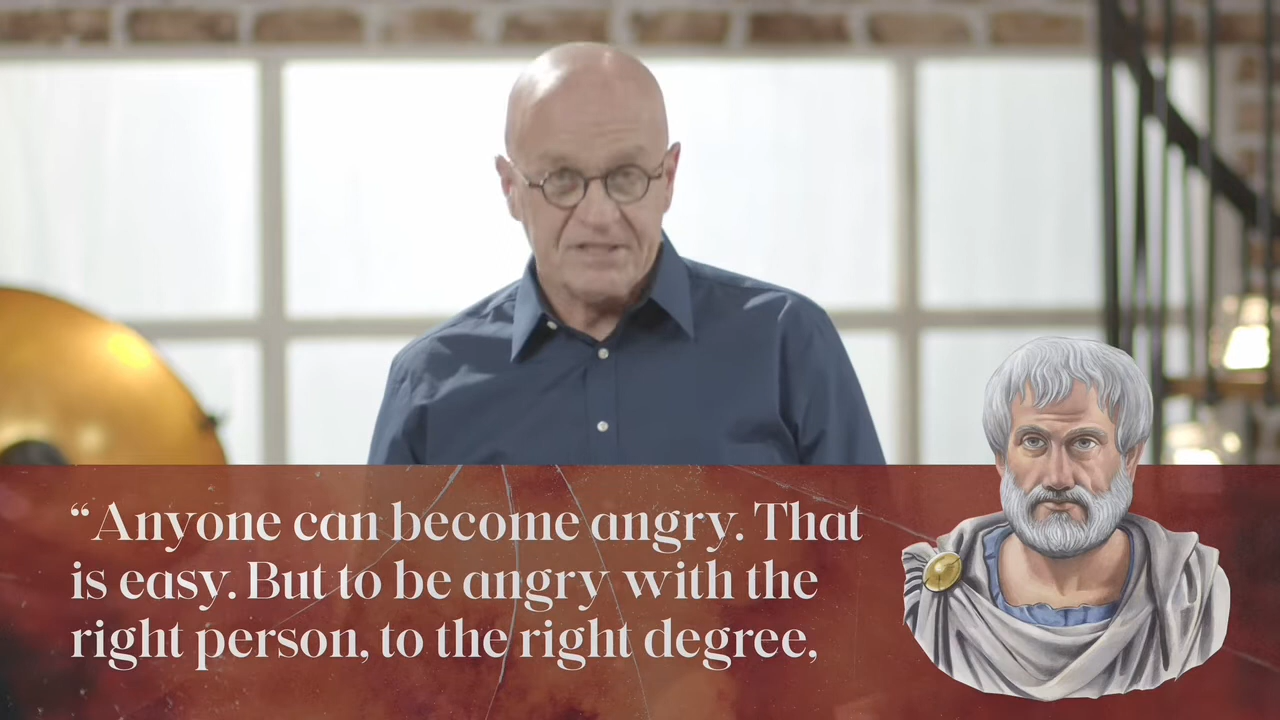 “Anyone can become angry. That
is easy. But to be angry with the
right person, to the right degree,